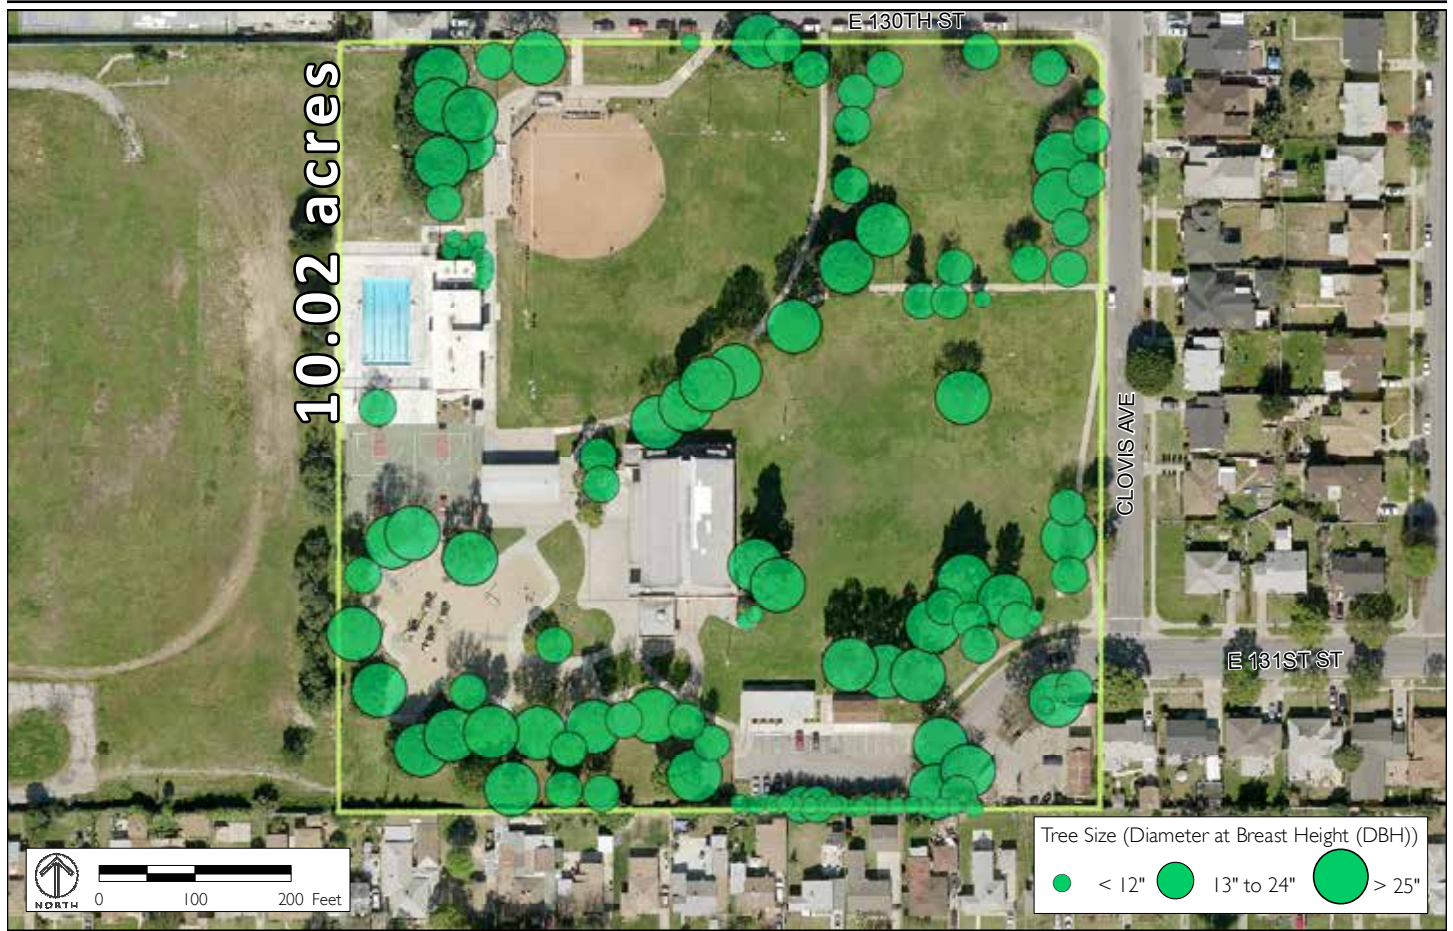 E 130TH ST
10.02 acres
CLOVIS AVE
E 131ST ST
Tree Size (Diameter at Breast Height (DBH))
< 12" 13" to 24" > 25"
NORTH
0 100 200 Feet